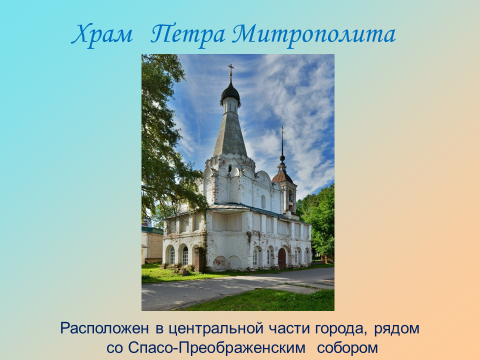 Храм Петра Митрополита
Расположен в центральной части города, рядом
со Спасо-Преображенским собором